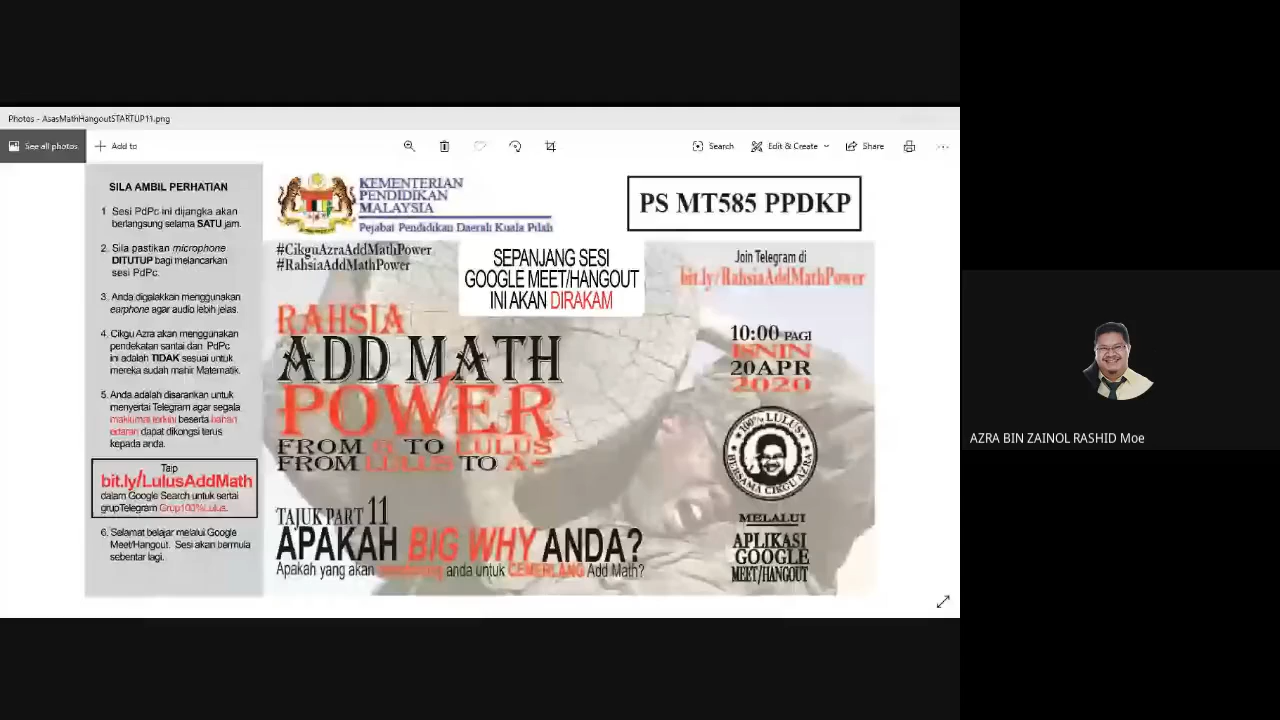 Photos - AsasMathHangoutSTARTUP11.png
See all photos
Add to
Search
Edit & Create
Share
SILA AMBIL PERHATIAN
1. Sesi PdPc ini dijangka akan
berlangsung selama SATU jam.
2. Sila pastikan microphone
DITUTUP bagi melancarkan
sesi PdPc.
3. Anda digalakkan menggunakan
earphone agar audio lebih jelas.
4. Cikgu Azra akan menggunakan
pendekatan santai dan PdPc
ini adalah TIDAK sesuai untuk
mereka sudah mahir Matematik.
5. Anda adalah disarankan untuk
menyertai Telegram agar segala
maklumat terkini beserta bahan
edaran dapat dikongsi terus
kepada anda.
Taip
bit.ly/LulusAddMath
dalam Google Search untuk sertai
grupTelegram Grup100%Lulus.
6. Selamat belajar melalui Google
Meet/Hangout. Sesi akan bermula
sebentar lagi.
KEMENTERIAN
PENDIDIKAN
MALAYSIA
Pejabat Pendidikan Daerah Kuala Pilah
PS MT585 PPDKP
#CikguAzraAddMathPower
#RahsiaAddMathPower
SEPANJANG SESI
GOOGLE MEET/HANGOUT
INI AKAN DIRAKAM
Join Telegram di
bit.ly/RahsiaAddMathPower
RAHSIA
ADD MATH
POWER
FROM G TO LULUS
FROM LULUS TO A+
10:00 PAGI
ISNIN
20APR
2020
100% LULUS
BERSAMA CIKGU AZRA
TAJUK PART 11
APAKAH BIG WHY ANDA?
Apakah yang akan anda untuk CEMERLANG Add Math?
MELALUI
APLIKASI
GOOGLE
MEET/HANGOUT
AZRA BIN ZAINOL RASHID Moe